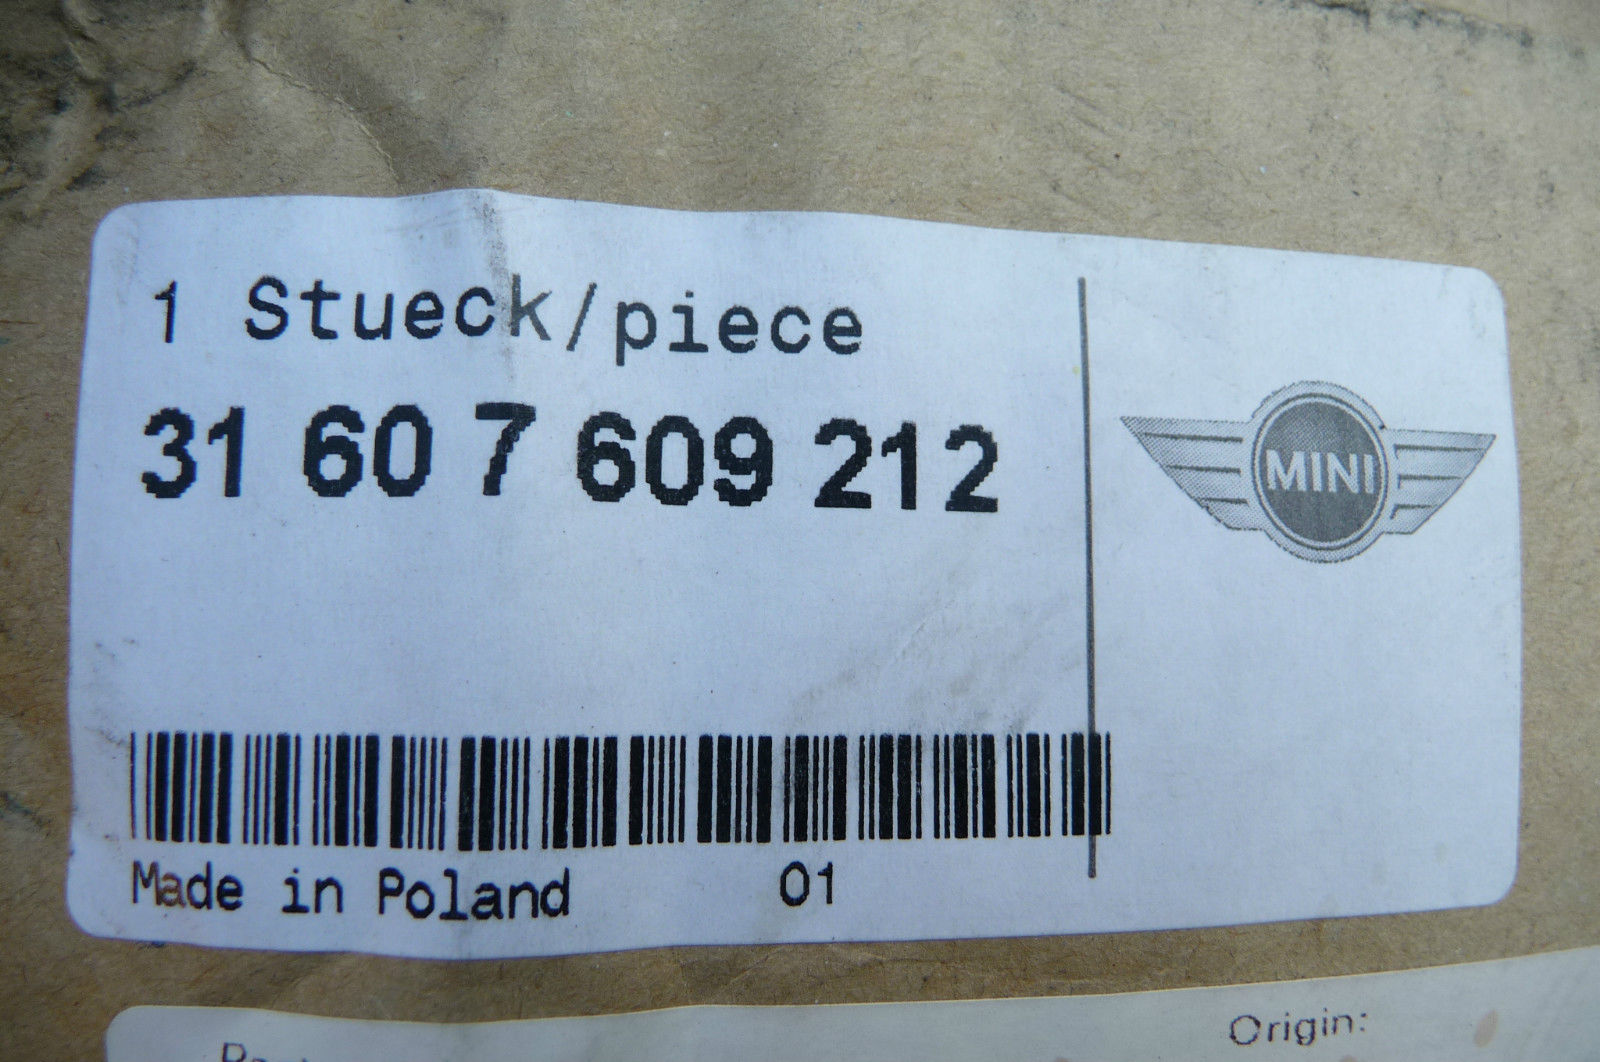 1 Stueck/piece
31 60 7 609 212
MINI
Made in Poland 01
Origin: